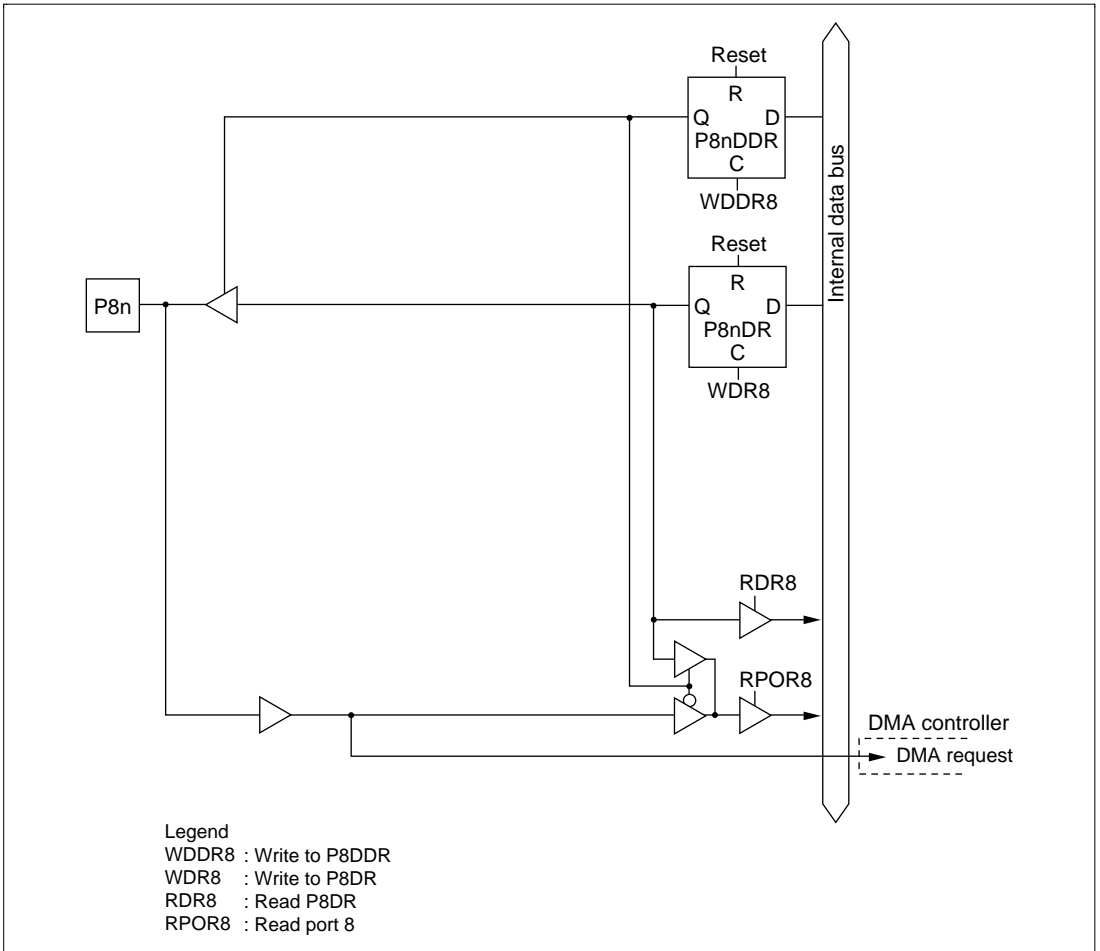 Reset
R
Q D
P8nDDR
C
WDDR8
Internal data bus
Reset
R
P8n
Q D
P8nDR
C
WDR8
RDR8
RPOR8
DMA controller
DMA request
Legend
WDDR8 : Write to P8DDR
WDR8 : Write to P8DR
RDR8 : Read P8DR
RPOR8 : Read port 8